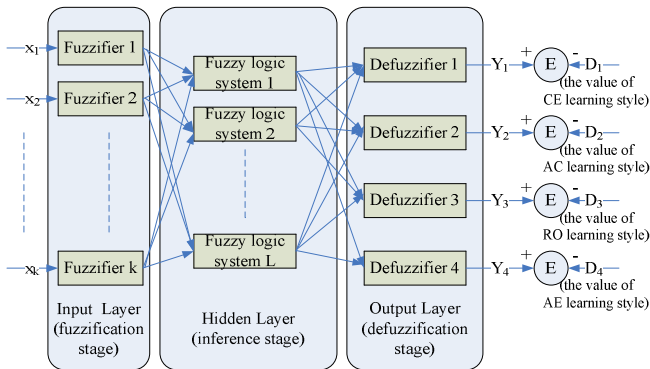 x1
Fuzzifier 1
x2
Fuzzifier 2
xk
Fuzzifier k
Input Layer
(fuzzification
stage)
Fuzzy logic
system 1
Fuzzy logic
system 2
Fuzzy logic
system L
Hidden Layer
(inference stage)
Defuzzifier 1
Defuzzifier 2
Defuzzifier 3
Defuzzifier 4
Output Layer
(defuzzification
stage)
Y1 + E - D1
(the value of
CE learning style)
Y2 + E - D2
(the value of
AC learning style)
Y3 + E - D3
(the value of
RO learning style)
Y4 + E - D4
(the value of
AE learning style)